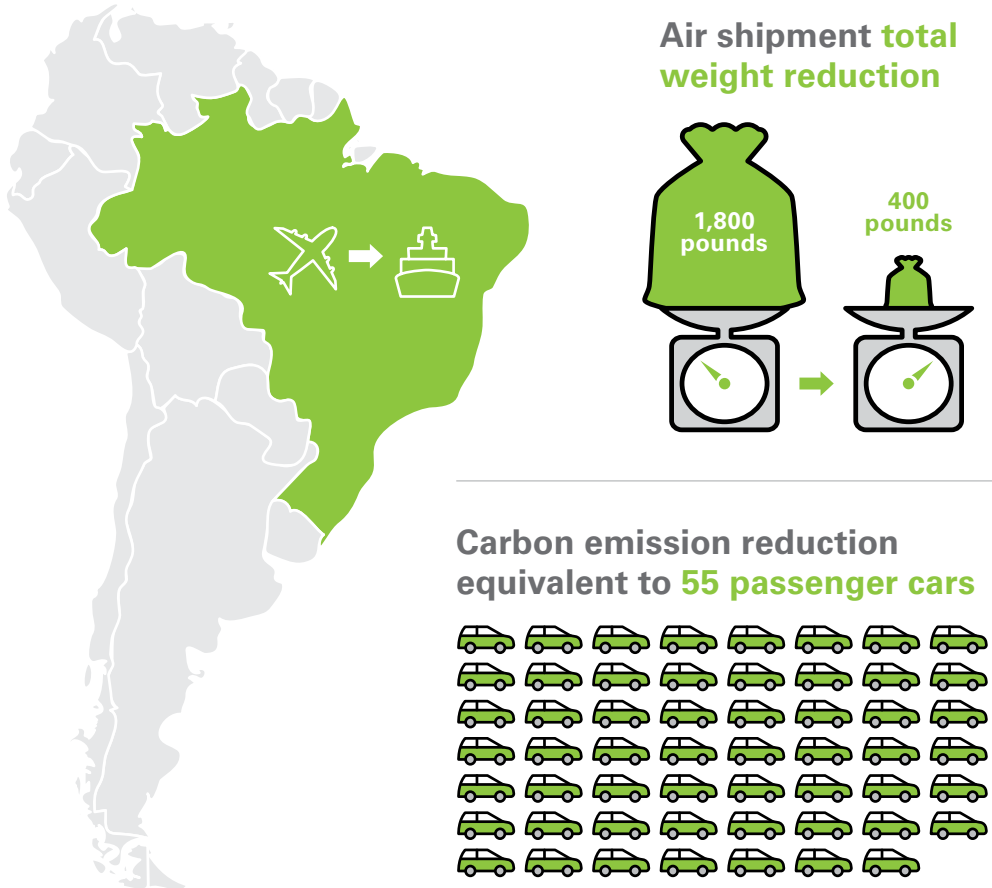 Air shipment total
weight reduction
1,800
pounds
400
pounds
Carbon emission reduction
equivalent to 55 passenger cars